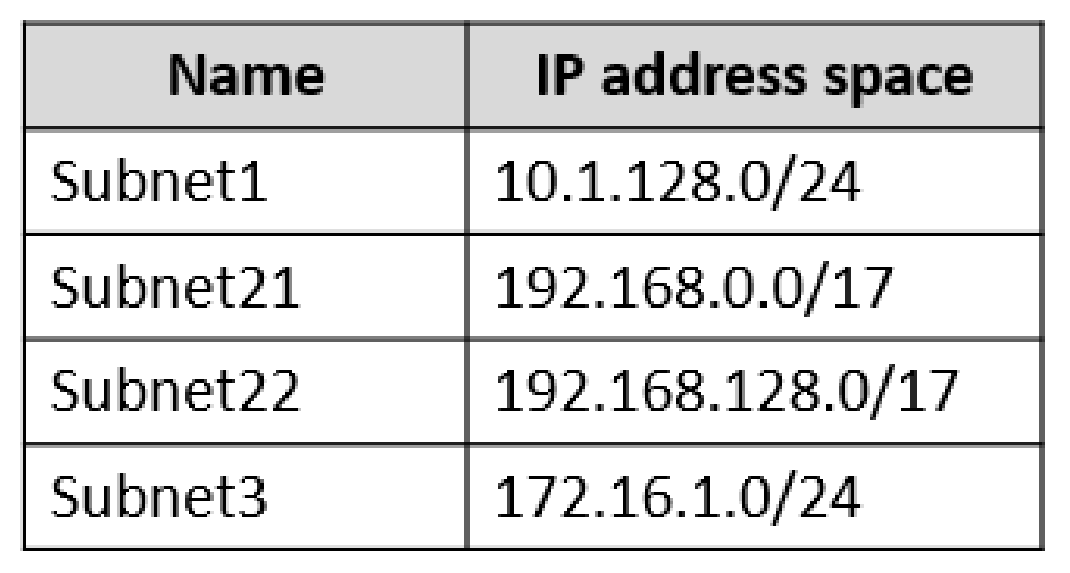 Name IP address space
Subnet1 10.1.128.0/24
Subnet21 192.168.0.0/17
Subnet22 192.168.128.0/17
Subnet3 172.16.1.0/24